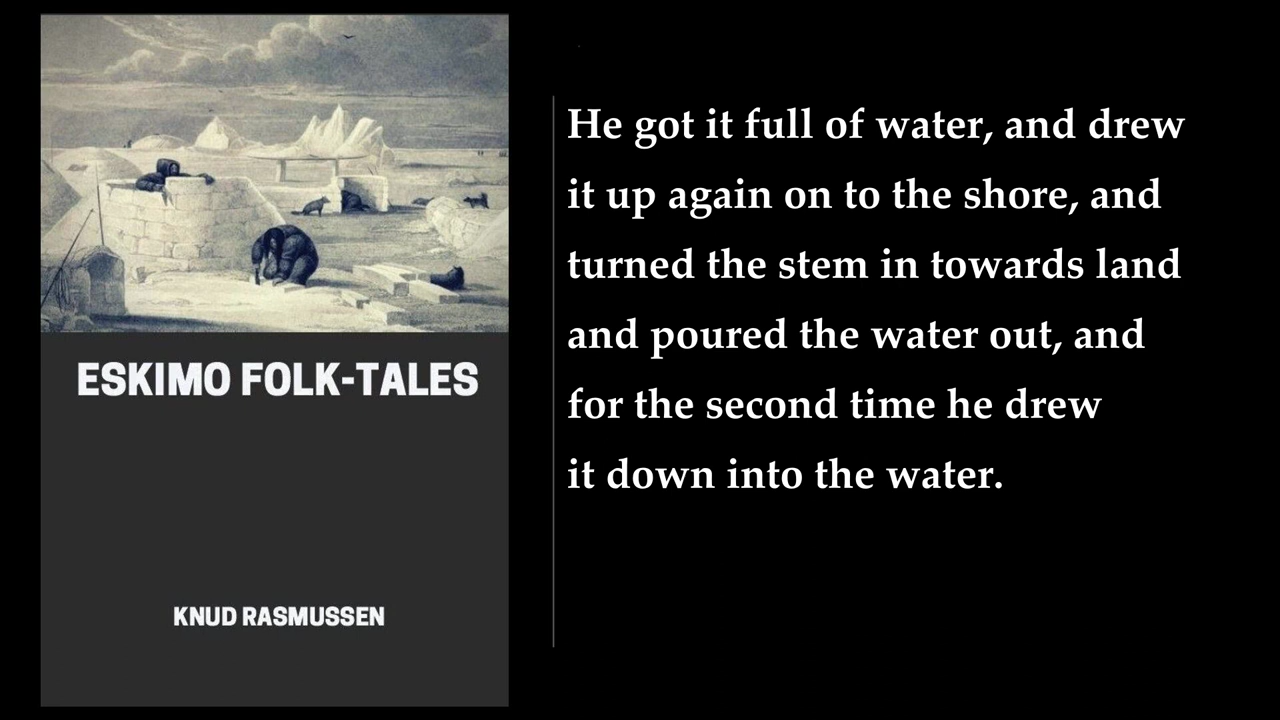 ESKIMO FOLK-TALES
KNUD RASMUSSEN
He got it full of water, and drew
it up again on to the shore, and
turned the stem in towards land
and poured the water out, and
for the second time he drew
it down into the water.